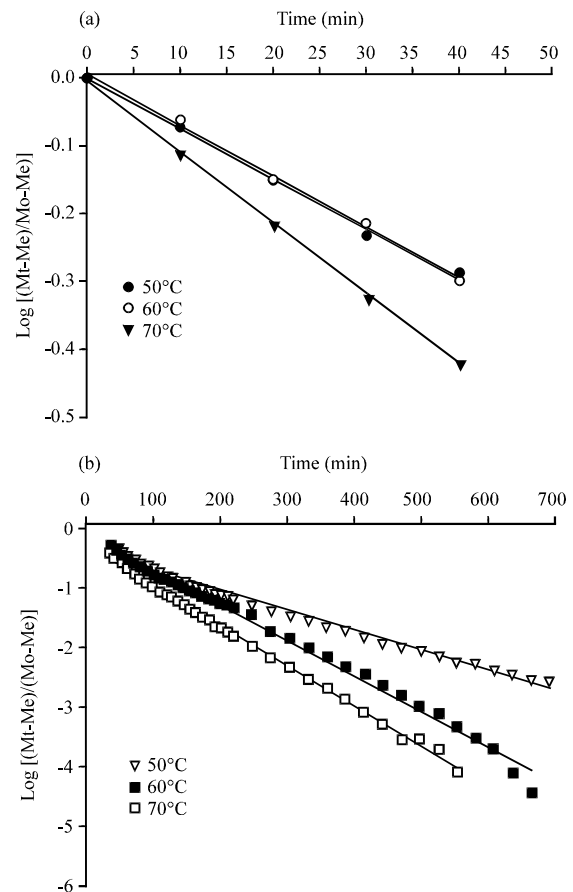 (a)
Time (min)
0 5 10 15 20 25 30 35 40 45 50
0.0
-0.1
-0.2
-0.3
-0.4
-0.5
Log [(Mt-Me)/Mo-Me)]
50°C
60°C
70°C
(b)
Time (min)
0 100 200 300 400 500 600 700
0
-1
-2
-3
-4
-5
-6
Log [(Mt-Me)/(Mo-Me)]
50°C
60°C
70°C